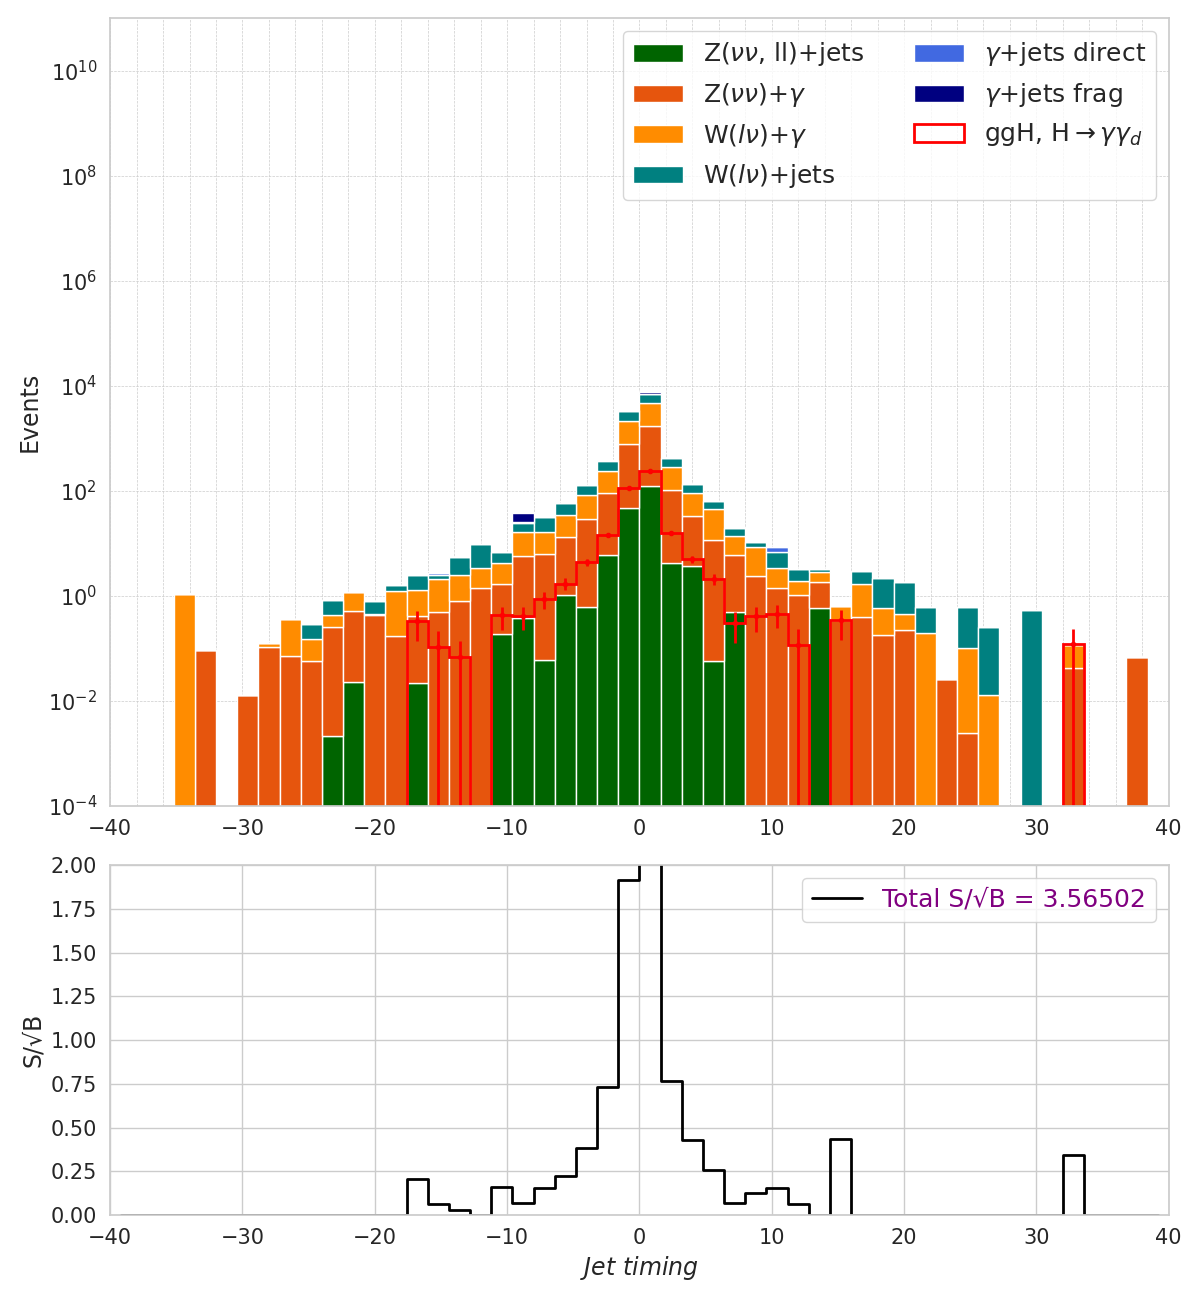 Z(νν, ll)+jets
Z(νν)+γ
W(lν)+γ
W(lν)+jets
γ+jets direct
γ+jets frag
ggH, H→γγ_d
Events
10^10
10^8
10^6
10^4
10^2
10^0
10^−2
10^−4
−40 −30 −20 −10 0 10 20 30 40
Total S/√B = 3.56502
S/√B
2.00
1.75
1.50
1.25
1.00
0.75
0.50
0.25
0.00
−40 −30 −20 −10 0 10 20 30 40
Jet timing